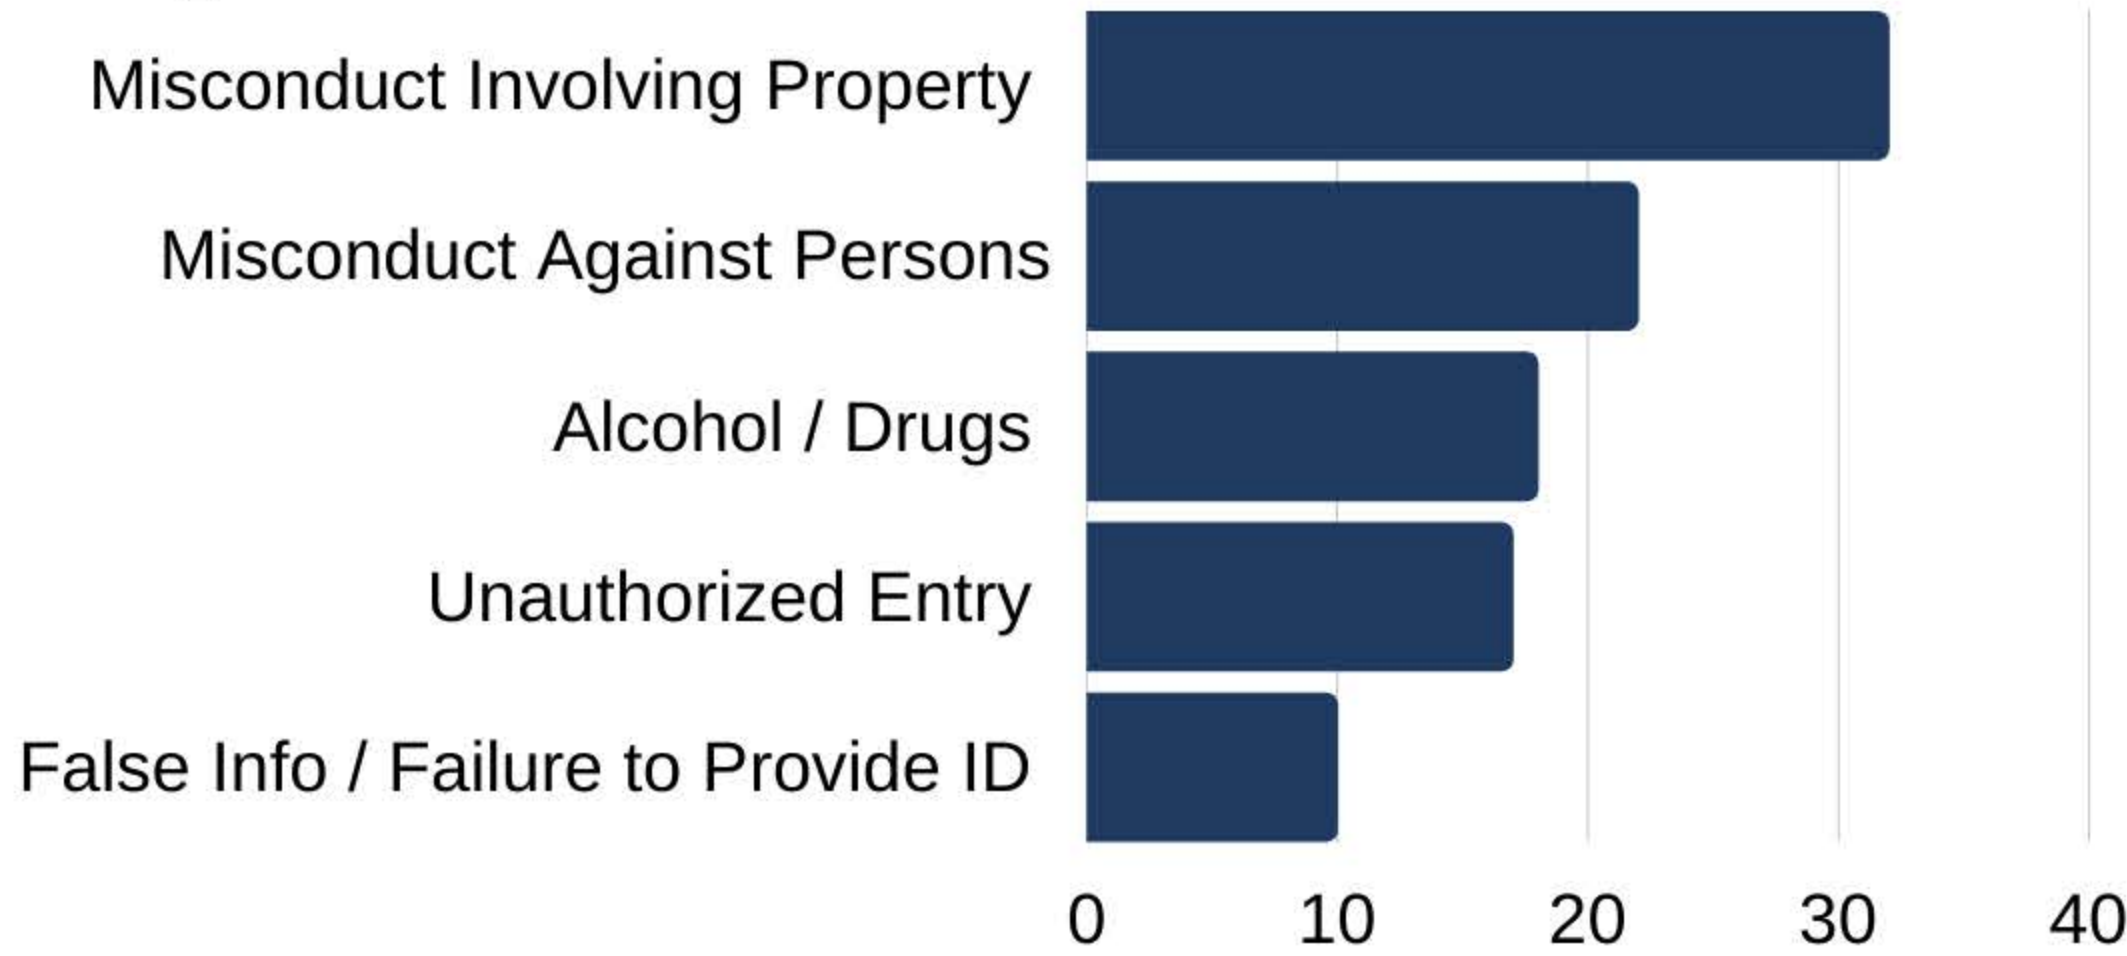 Misconduct Involving Property
Misconduct Against Persons
Alcohol / Drugs
Unauthorized Entry
False Info / Failure to Provide ID
0 10 20 30 40